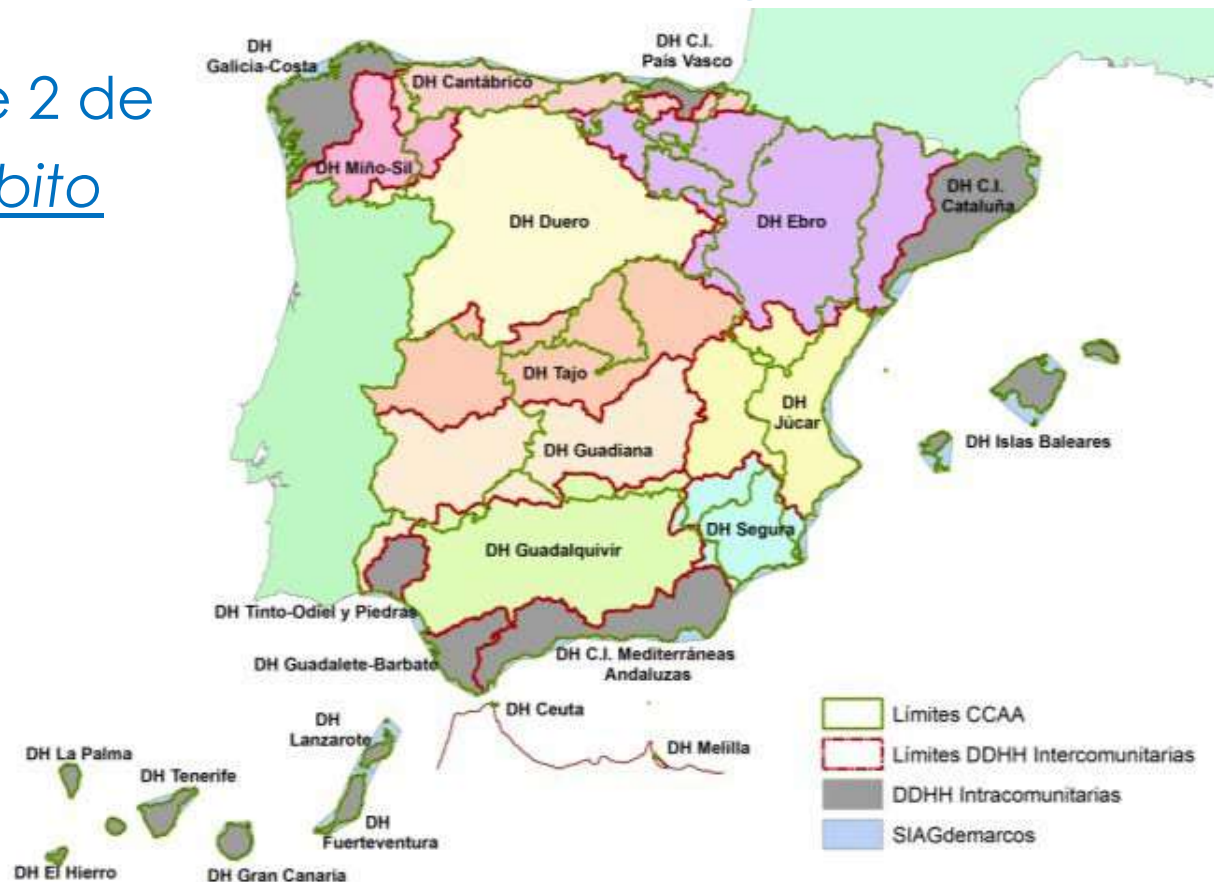 e 2 de
bito
DH
Galicia-Costa
DH C.I.
País Vasco
DH Cantábrico
DH Miño-Sil
DH C.I.
Cataluña
DH Duero
DH Ebro
DH Tajo
DH
Júcar
DH Islas Baleares
DH Guadiana
DH Segura
DH Guadalquivir
DH Tinto-Odiel y Piedras
DH Guadalete-Barbate
DH C.I. Mediterráneas
Andaluzas
DH Ceuta
DH Melilla
DH
Lanzarote
DH La Palma
DH Tenerife
DH
Fuerteventura
DH El Hierro
DH Gran Canaria
Límites CCAA
Límites DDHH Intercomunitarias
DDHH Intracomunitarias
SIAGdemarcos